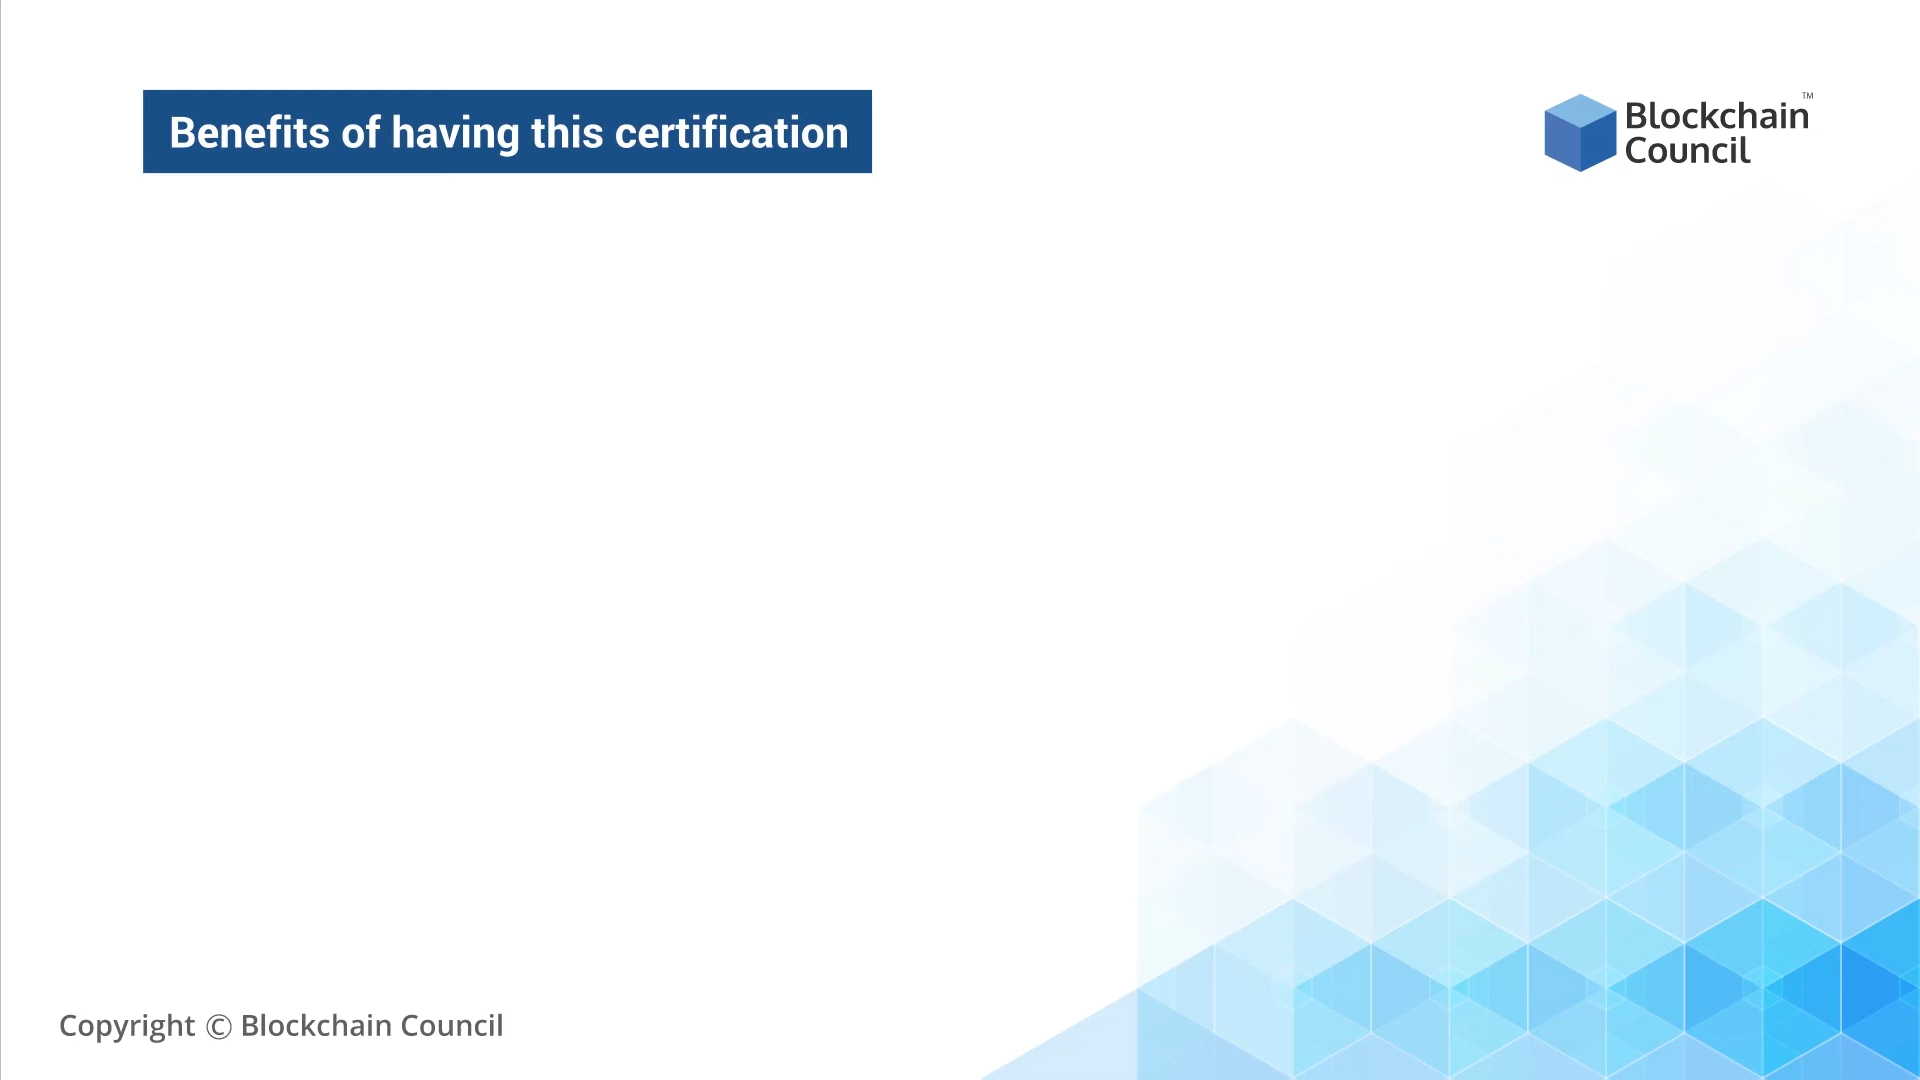 Benefits of having this certification
Blockchain
Council
TM
Copyright © Blockchain Council